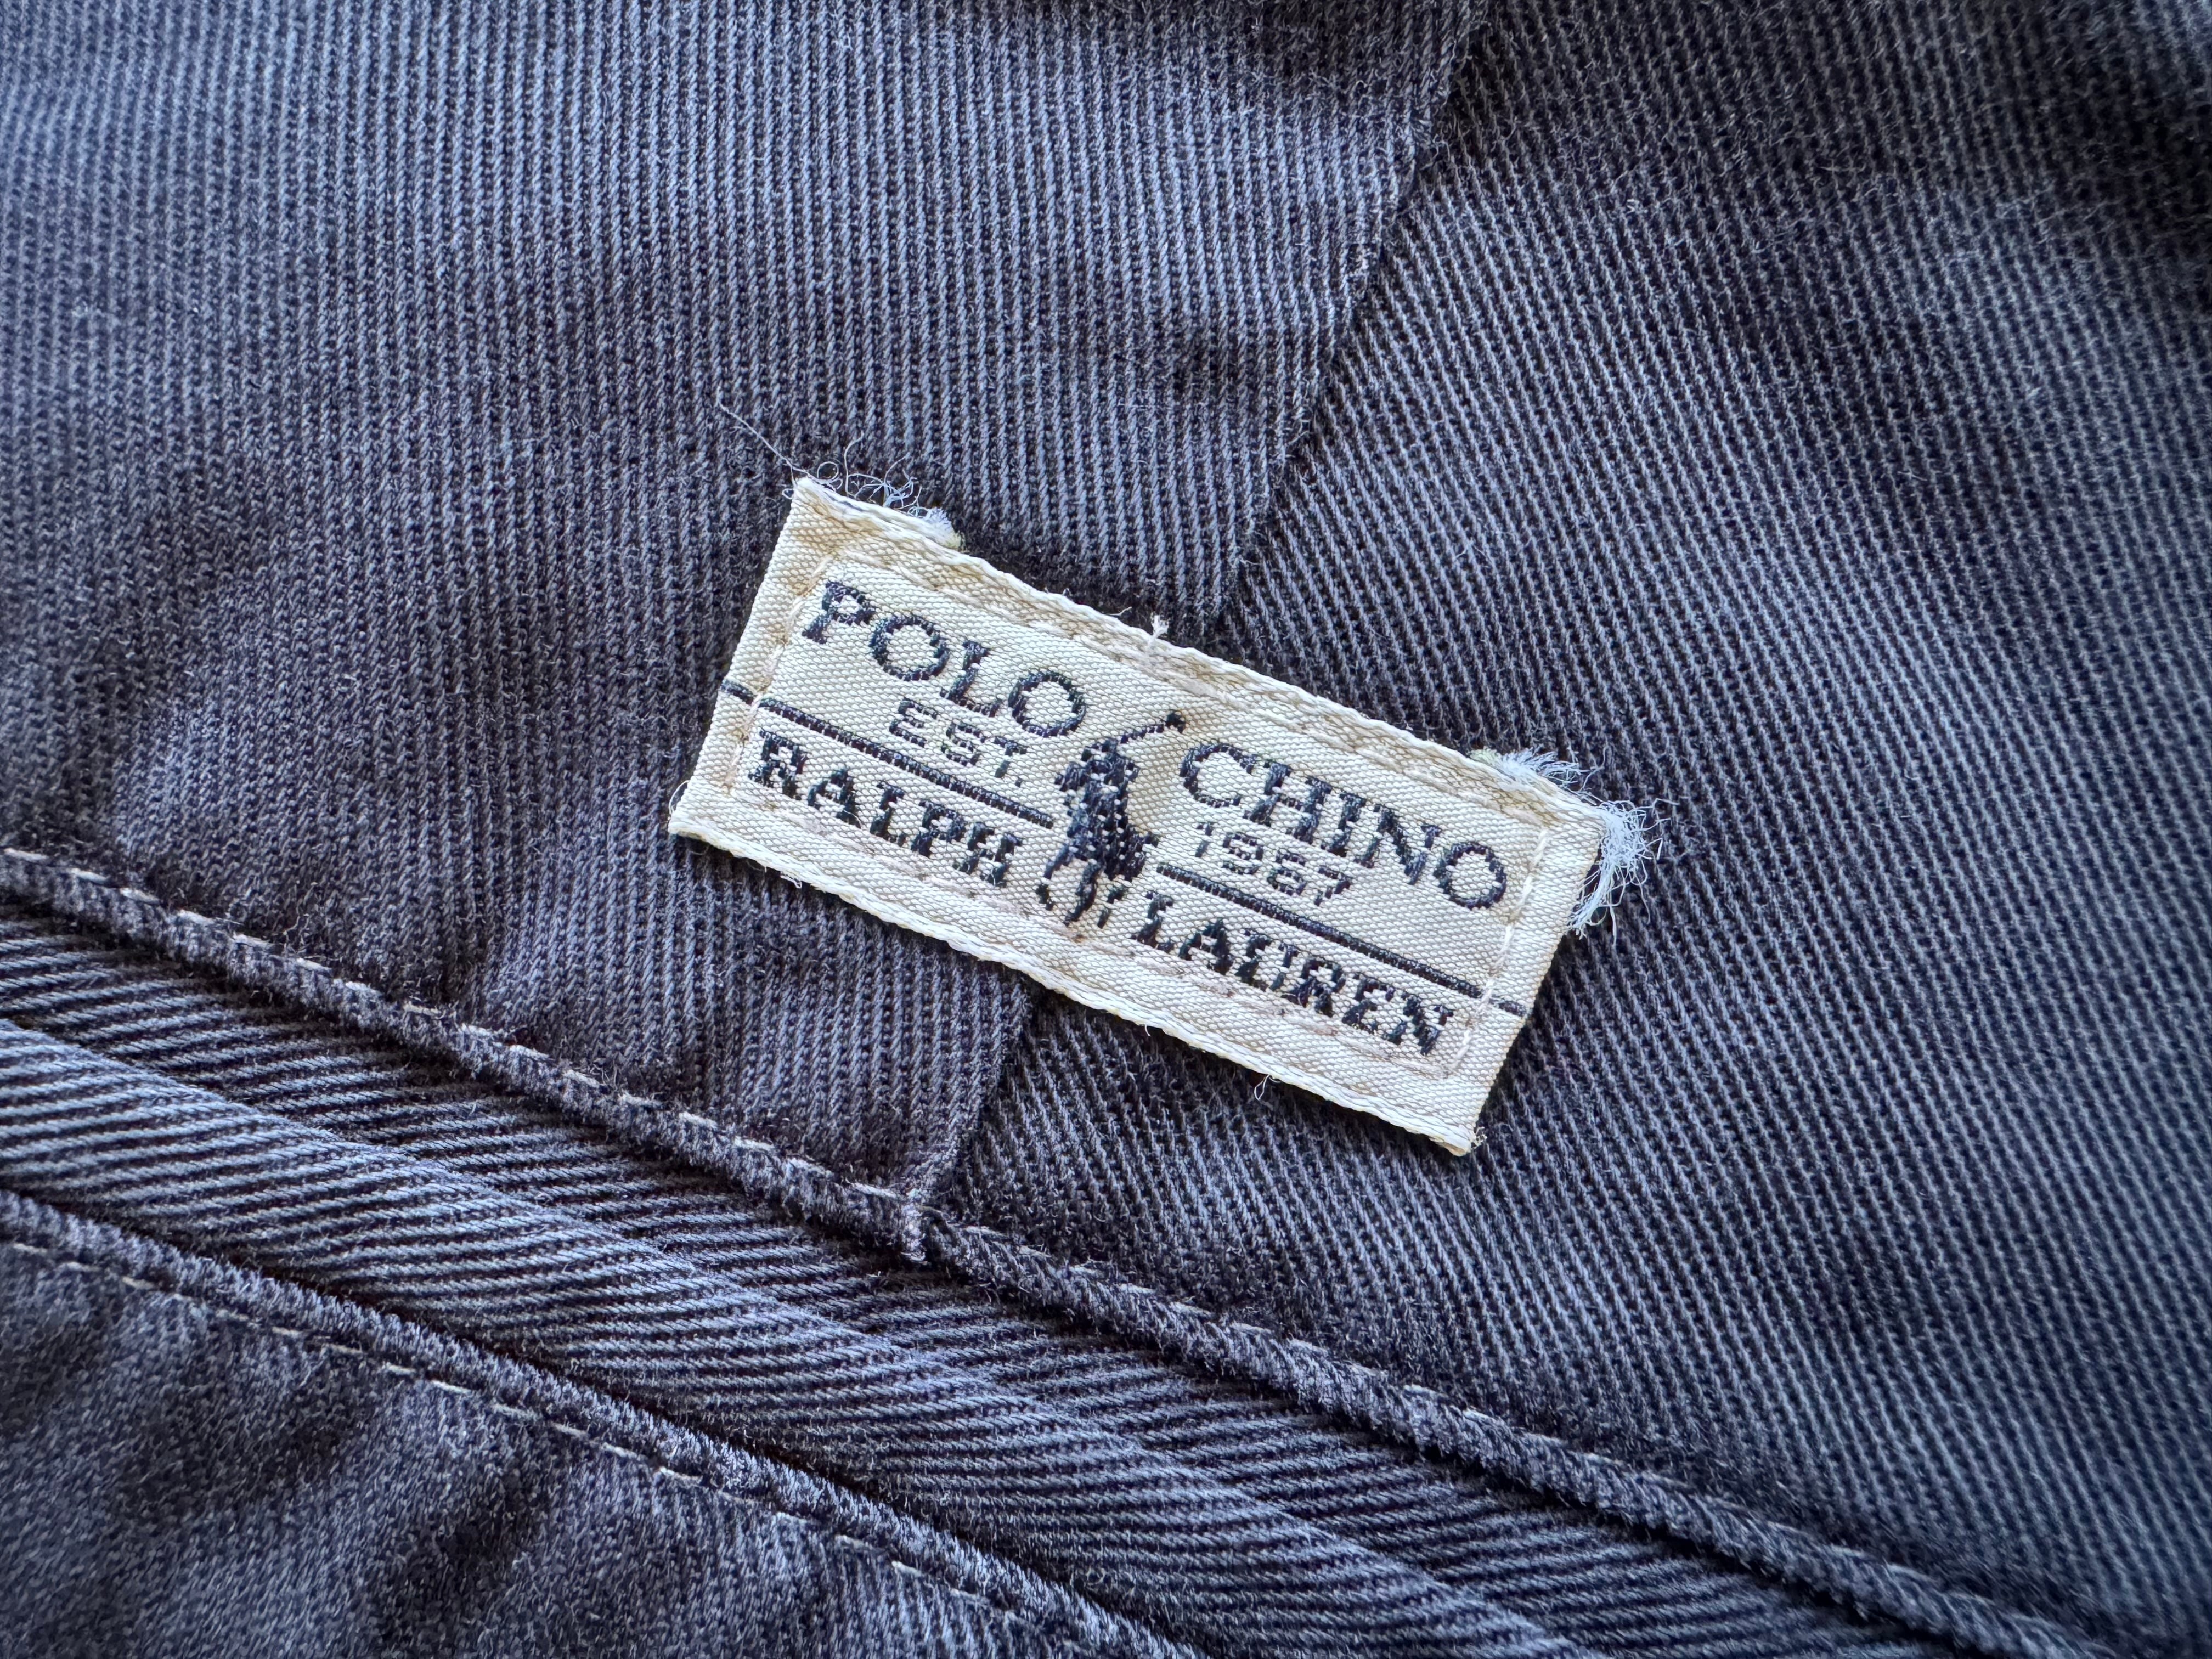 POLO CHINO
EST. 1967
RALPH LAUREN